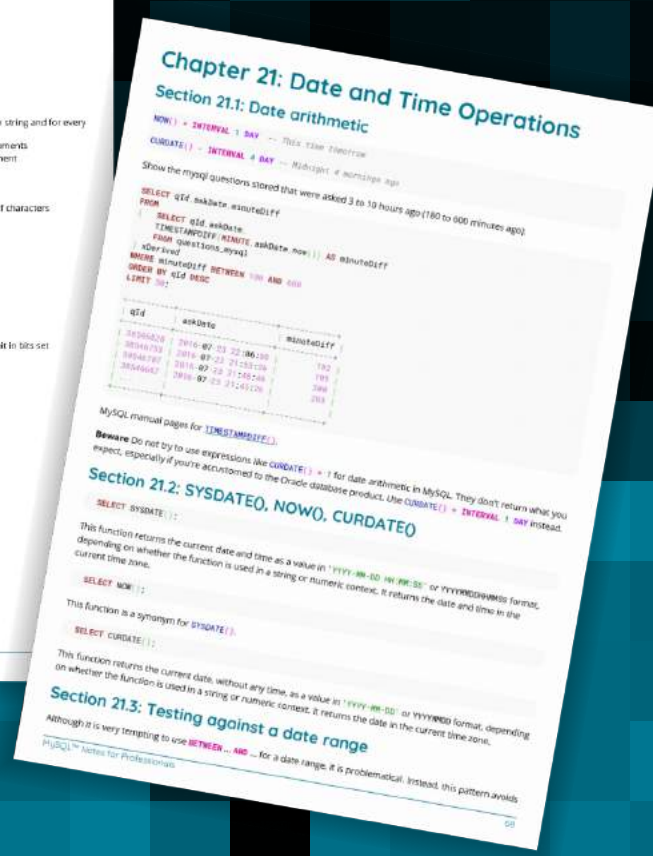 string and for every
of characters
in bits set
Chapter 21: Date and Time Operations
Section 21.1: Date arithmetic
NOW() + INTERVAL 1 DAY -- This time tomorrow
CURDATE() - INTERVAL 4 DAY -- Midnight 4 mornings ago
Show the mysql questions stored that were asked 3 to 10 hours ago (180 to 600 minutes ago):
SELECT qId,askDate,minuteDiff
FROM
( SELECT qId,askDate,
TIMESTAMPDIFF(MINUTE,askDate,now()) AS minuteDiff
FROM questions_mysql
) xDerived
WHERE minuteDiff BETWEEN 180 AND 600
ORDER BY qId DESC
LIMIT 50;
qId | askDate | minuteDiff
MySQL manual pages for TIMESTAMPDIFF().
Beware Do not try to use expressions like CURDATE() + 1 for date arithmetic in MySQL. They don't return what you
expect, especially if you're accustomed to the Oracle database product. Use CURDATE() + INTERVAL 1 DAY instead.
Section 21.2: SYSDATE(), NOW(), CURDATE()
SELECT SYSDATE();
This function returns the current date and time as a value in 'YYYY-MM-DD HH:MM:SS' or YYYYMMDDHHMMSS format,
depending on whether the function is used in a string or numeric context. It returns the date and time in the
current time zone.
SELECT NOW();
This function is a synonym for SYSDATE().
SELECT CURDATE();
This function returns the current date, without any time, as a value in 'YYYY-MM-DD' or YYYYMMDD format, depending
on whether the function is used in a string or numeric context. It returns the date in the current time zone.
Section 21.3: Testing against a date range
Although it is very tempting to use BETWEEN ... AND ... for a date range, it is problematical. Instead, this pattern avoids
MySQL™ Notes for Professionals
68